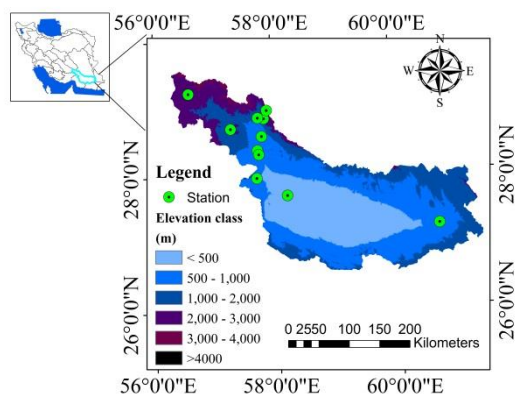 56°0'0"E 58°0'0"E 60°0'0"E
N
W E
S
28°0'0"N
26°0'0"N
28°0'0"N
26°0'0"N
Legend
Station
Elevation class
(m)
< 500
500 - 1,000
1,000 - 2,000
2,000 - 3,000
3,000 - 4,000
>4000
0 25 50 100 150 200
Kilometers
56°0'0"E 58°0'0"E 60°0'0"E